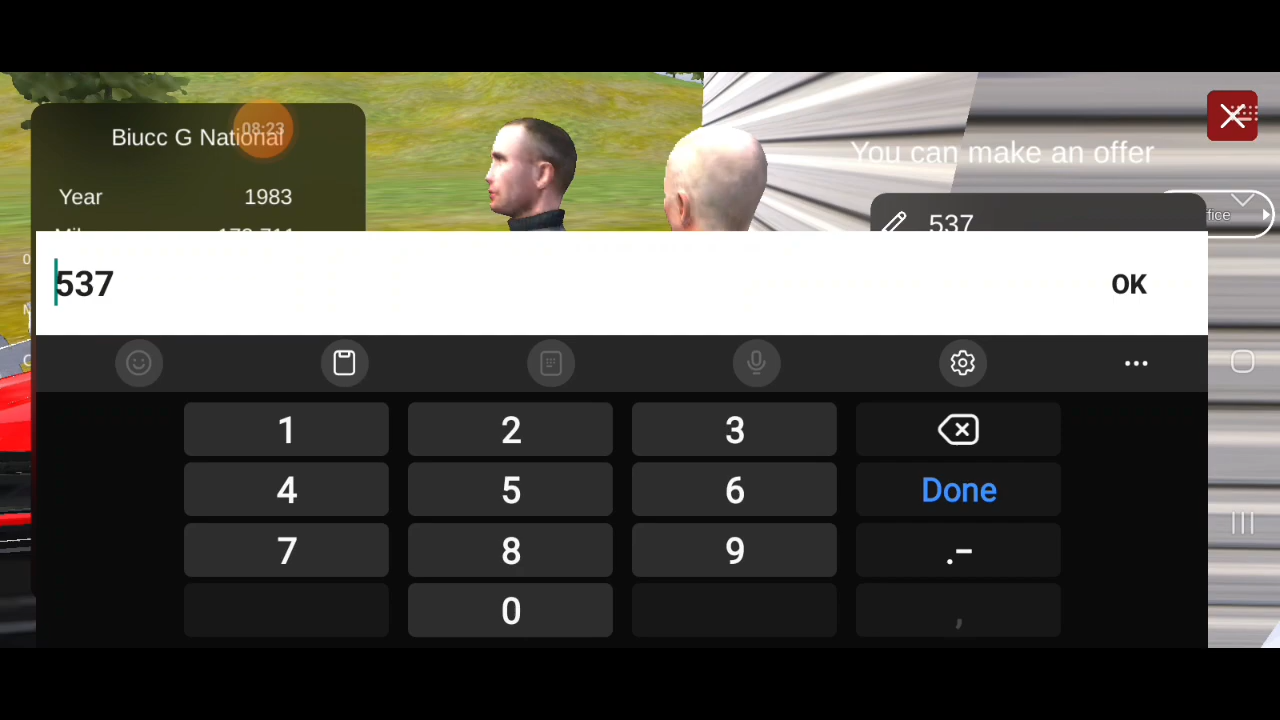 Biucc G National
08:23
Year 1983
You can make an offer
537
537
OK
1 2 3
4 5 6 Done
7 8 9 .-
0 ,